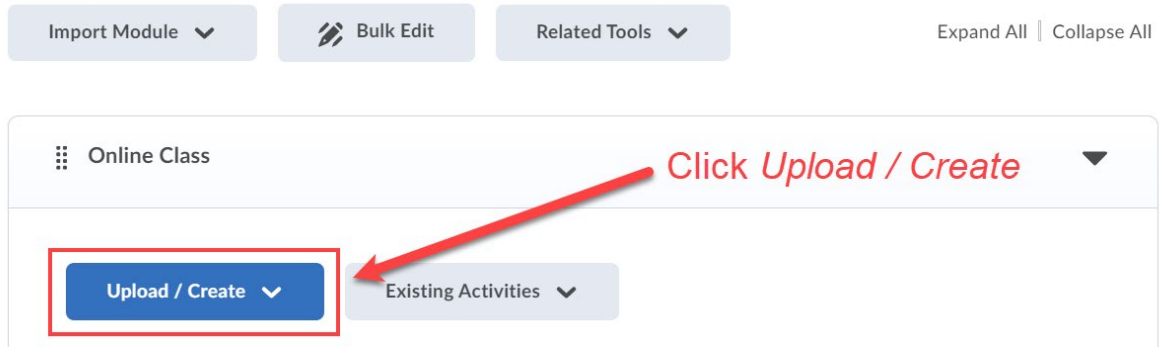 Import Module Bulk Edit Related Tools Expand All | Collapse All
Online Class
Click Upload / Create
Upload / Create Existing Activities